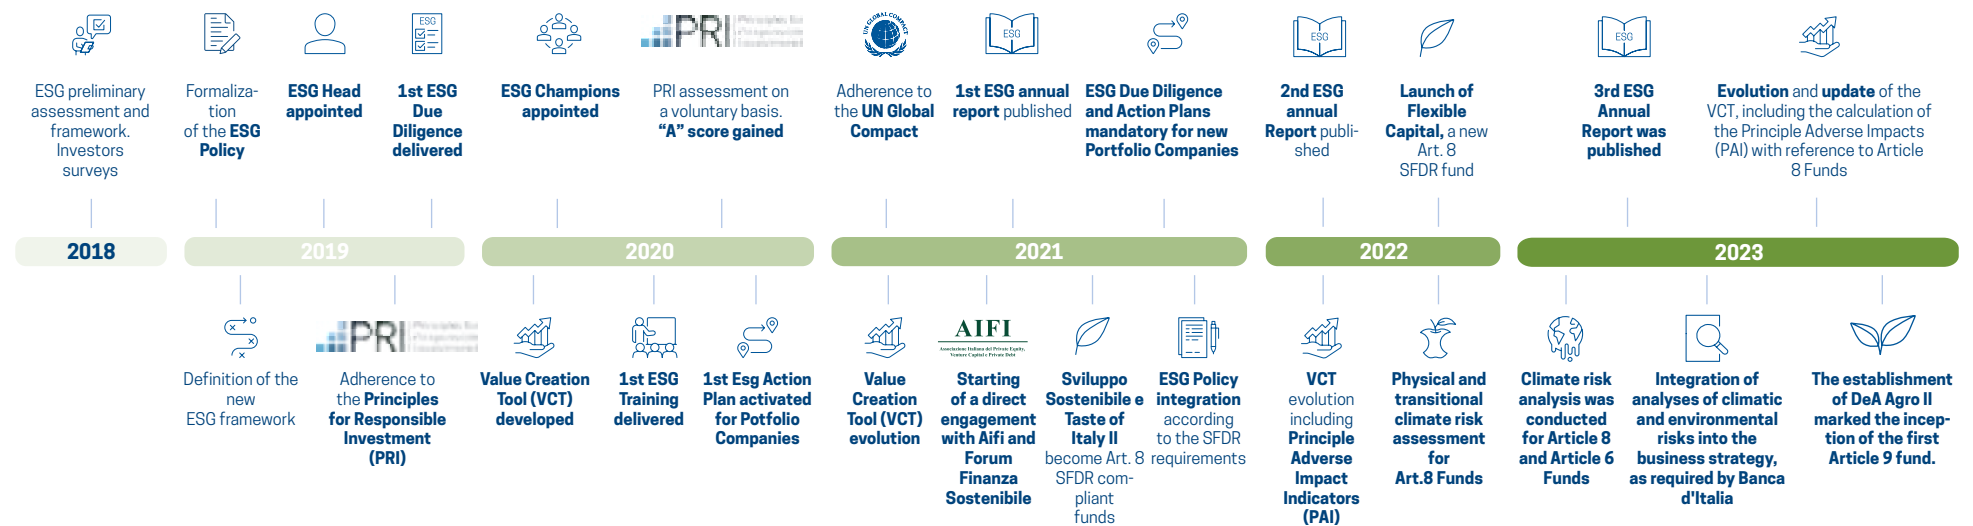 ESG preliminary
assessment and
framework.
Investors
surveys
Formaliza-
tion
of the ESG
Policy
ESG Head
appointed
ESG
1st ESG
Due
Diligence
delivered
ESG Champions
appointed
PRI
PRI assessment on
a voluntary basis.
“A” score gained
UN GLOBAL COMPACT
Adherence to
the UN Global
Compact
ESG
1st ESG annual
report published
ESG Due Diligence
and Action Plans
mandatory for new
Portfolio Companies
ESG
2nd ESG
annual
Report publi-
shed
Launch of
Flexible
Capital, a new
Art. 8
SFDR fund
ESG
3rd ESG
Annual
Report was
published
Evolution and update of the
VCT, including the calculation of
the Principle Adverse Impacts
(PAI) with reference to Article
8 Funds
2018
2019
2020
2021
2022
2023
Definition of the
new
ESG framework
PRI
Adherence to
the Principles
for Responsible
Investment
(PRI)
Value Creation
Tool (VCT)
developed
1st ESG
Training
delivered
1st Esg Action
Plan activated
for Potfolio
Companies
Value
Creation
Tool (VCT)
evolution
AIFI
Associazione Italiana del Private Equity,
Venture Capital e Private Debt
Starting
of a direct
engagement
with Aifi and
Forum
Finanza
Sostenibile
Sviluppo
Sostenibile e
Taste of
Italy II
become Art. 8
SFDR com-
pliant
funds
ESG Policy
integration
according
to the SFDR
requirements
VCT
evolution
including
Principle
Adverse
Impact
Indicators
(PAI)
Physical and
transitional
climate risk
assessment
for
Art.8 Funds
Climate risk
analysis was
conducted
for Article 8
and Article 6
Funds
Integration of
analyses of climatic
and environmental
risks into the
business strategy,
as required by Banca
d'Italia
The establishment
of DeA Agro II
marked the incep-
tion of the first
Article 9 fund.